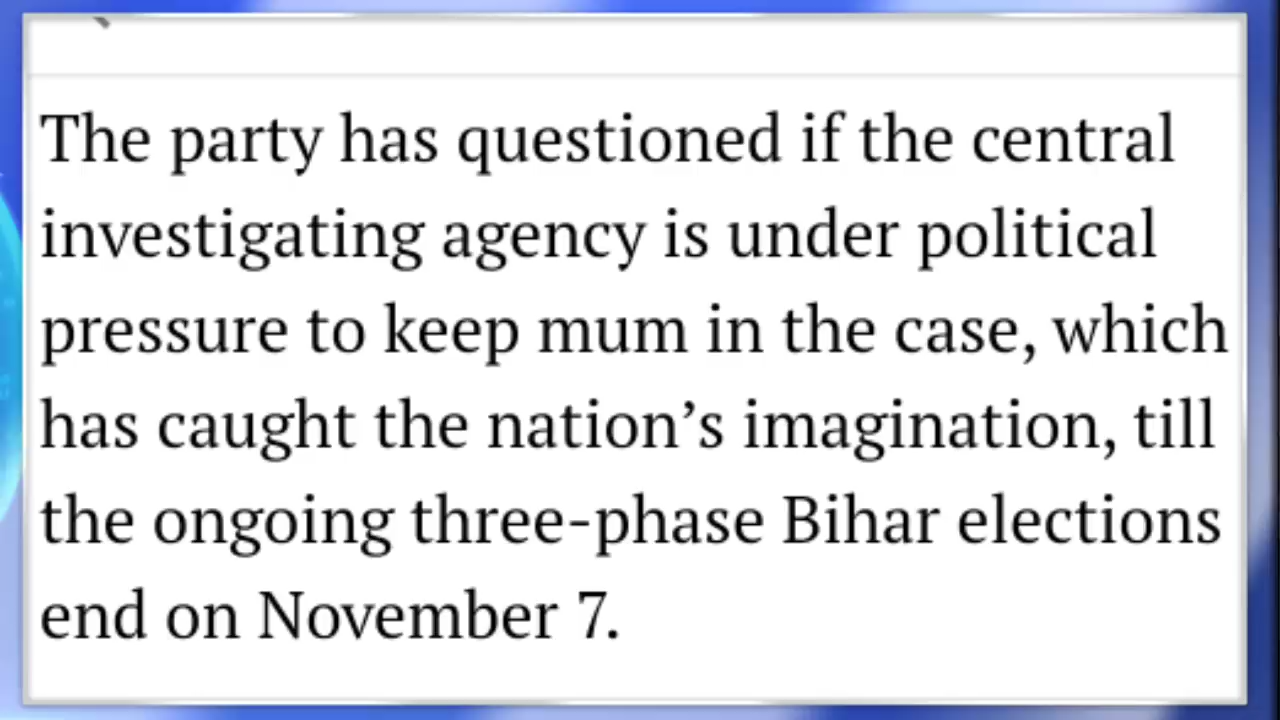 The party has questioned if the central
investigating agency is under political
pressure to keep mum in the case, which
has caught the nation’s imagination, till
the ongoing three-phase Bihar elections
end on November 7.